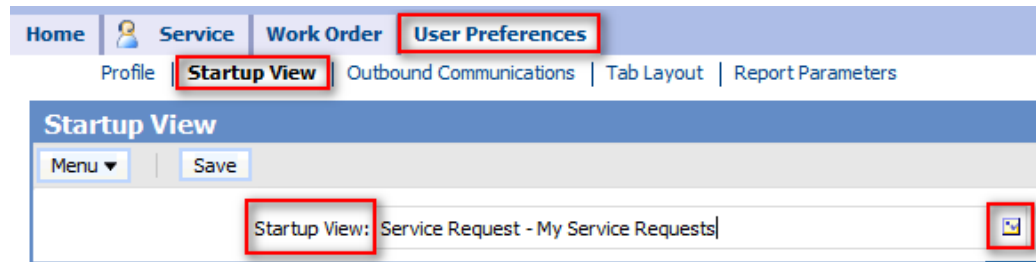 Home Service Work Order User Preferences
Profile | Startup View | Outbound Communications | Tab Layout | Report Parameters
Startup View
Menu ▼ Save
Startup View: Service Request - My Service Requests